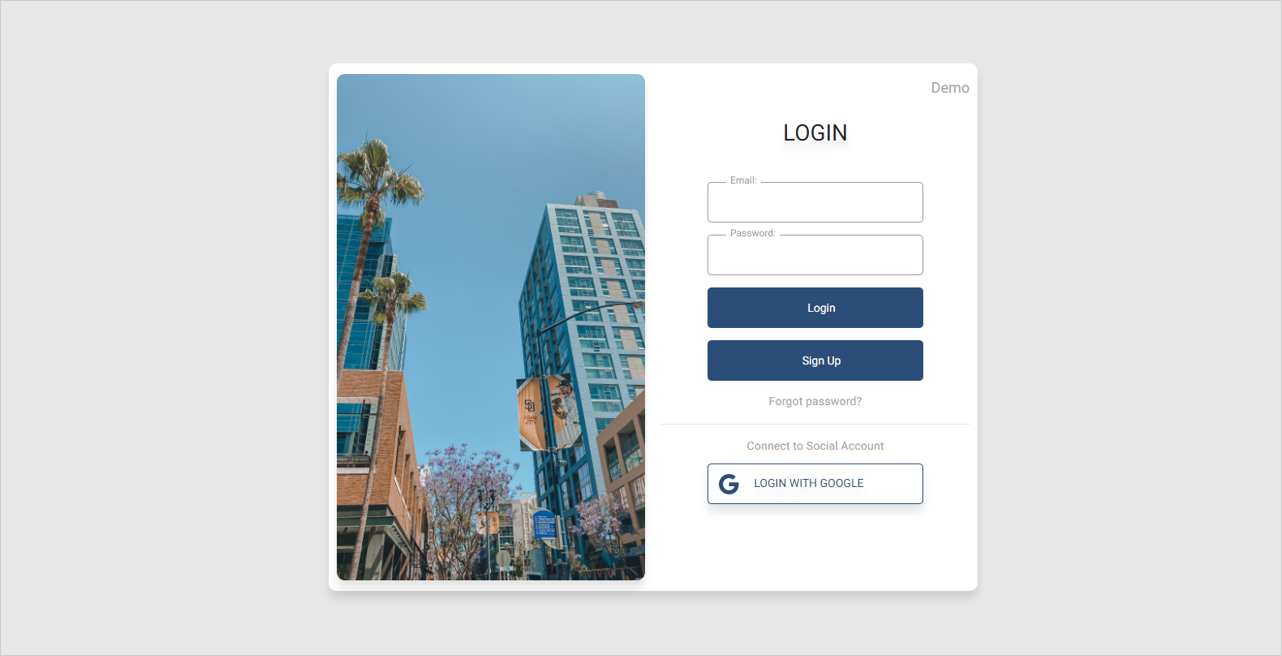 Demo
LOGIN
Email:
Password:
Login
Sign Up
Forgot password?
Connect to Social Account
LOGIN WITH GOOGLE